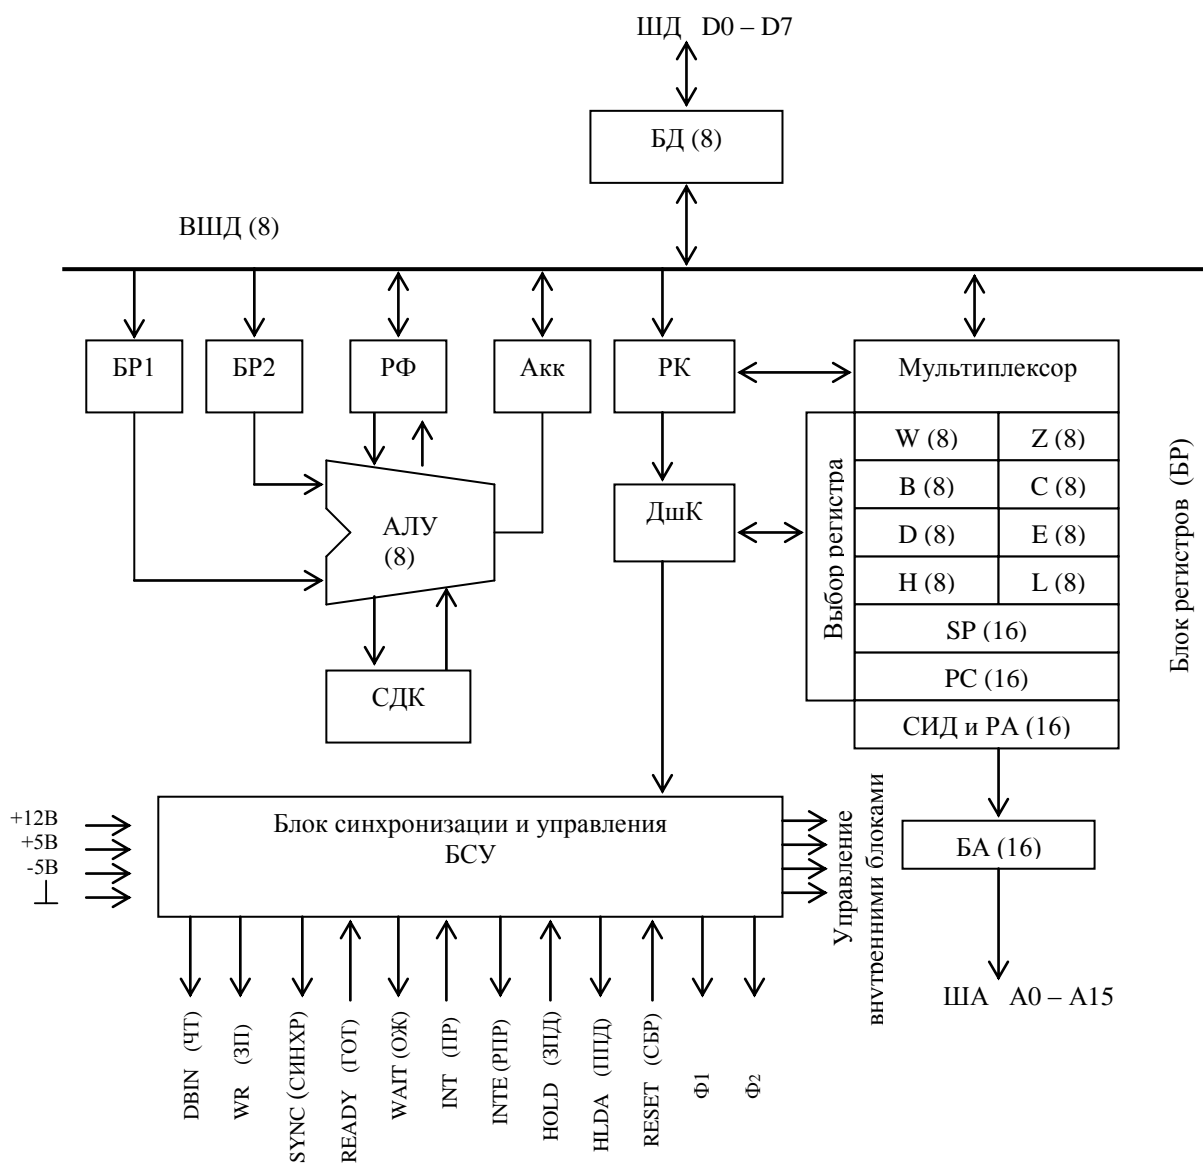 ШД D0 – D7
БД (8)
ВШД (8)
БР1
БР2
РФ
Акк
РК
Мультиплексор
W (8)
Z (8)
B (8)
C (8)
D (8)
E (8)
H (8)
L (8)
SP (16)
PC (16)
СИД и РА (16)
Выбор регистра
Блок регистров (БР)
АЛУ
(8)
ДшК
СДК
+12В
+5В
-5В
Блок синхронизации и управления
БСУ
Управление
внутренними блоками
БА (16)
ША А0 – А15
DBIN (ЧТ)
WR (ЗП)
SYNC (СИНХР)
READY (ГОТ)
WAIT (ОЖ)
INT (ПР)
INTE (РПР)
HOLD (ЗПД)
HLDA (ППД)
RESET (СБР)
Ф1
Ф2